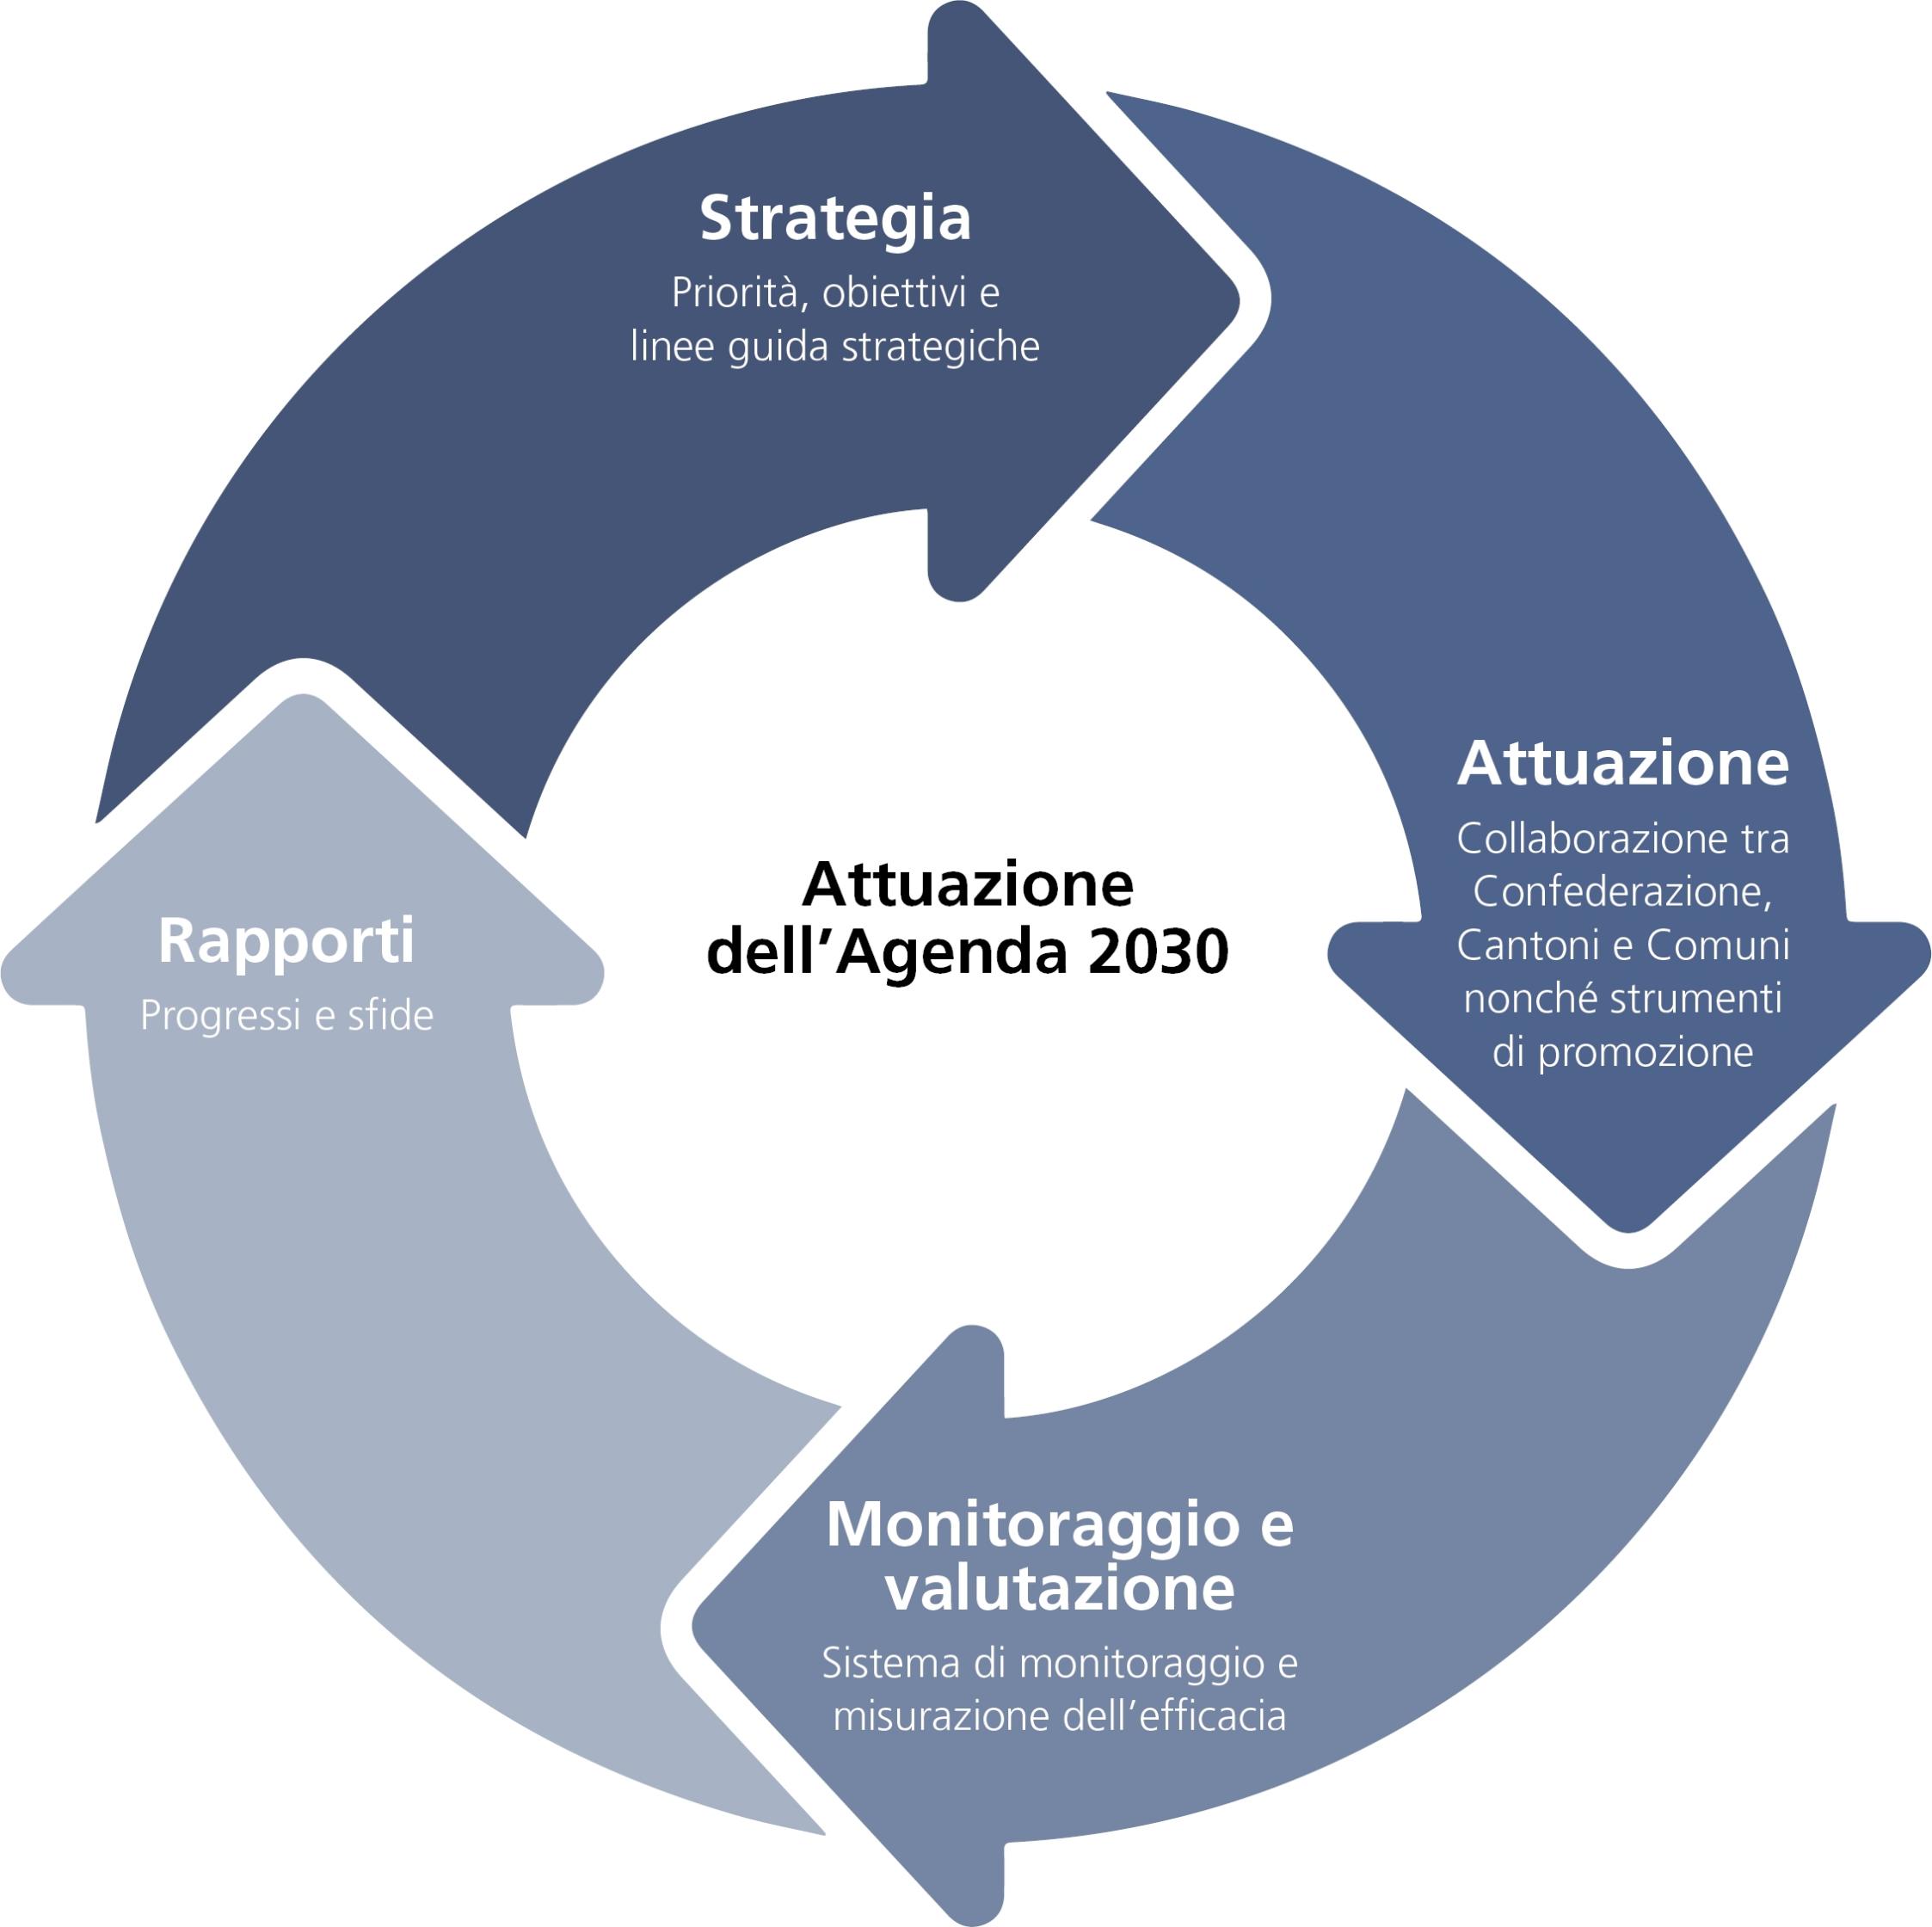 Strategia
Priorità, obiettivi e
linee guida strategiche
Attuazione
Collaborazione tra
Confederazione,
Cantoni e Comuni
nonché strumenti
di promozione
Monitoraggio e
valutazione
Sistema di monitoraggio e
misurazione dell’efficacia
Rapporti
Progressi e sfide
Attuazione
dell’Agenda 2030